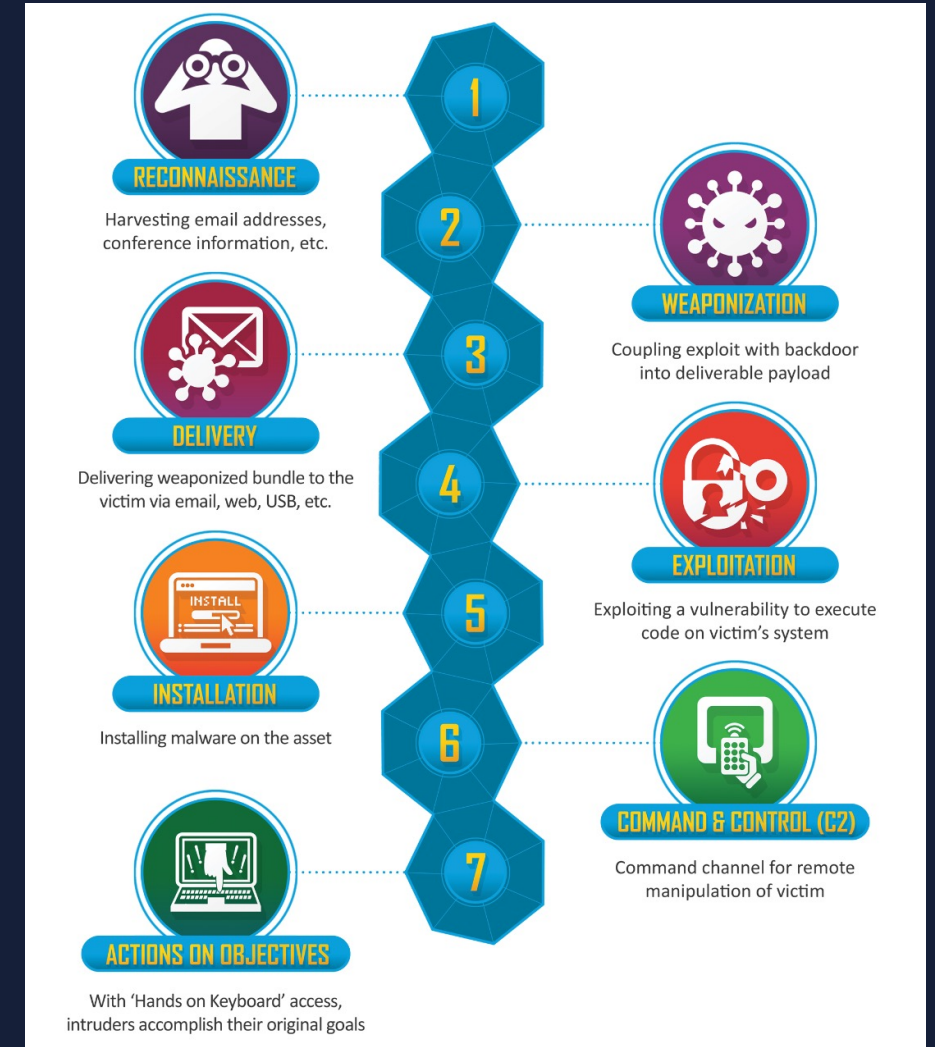 1
RECONNAISSANCE
Harvesting email addresses,
conference information, etc.
2
WEAPONIZATION
Coupling exploit with backdoor
into deliverable payload
3
DELIVERY
Delivering weaponized bundle to the
victim via email, web, USB, etc.
4
EXPLOITATION
Exploiting a vulnerability to execute
code on victim's system
5
INSTALL
INSTALLATION
Installing malware on the asset
6
COMMAND & CONTROL (C2)
Command channel for remote
manipulation of victim
7
ACTIONS ON OBJECTIVES
With 'Hands on Keyboard' access,
intruders accomplish their original goals